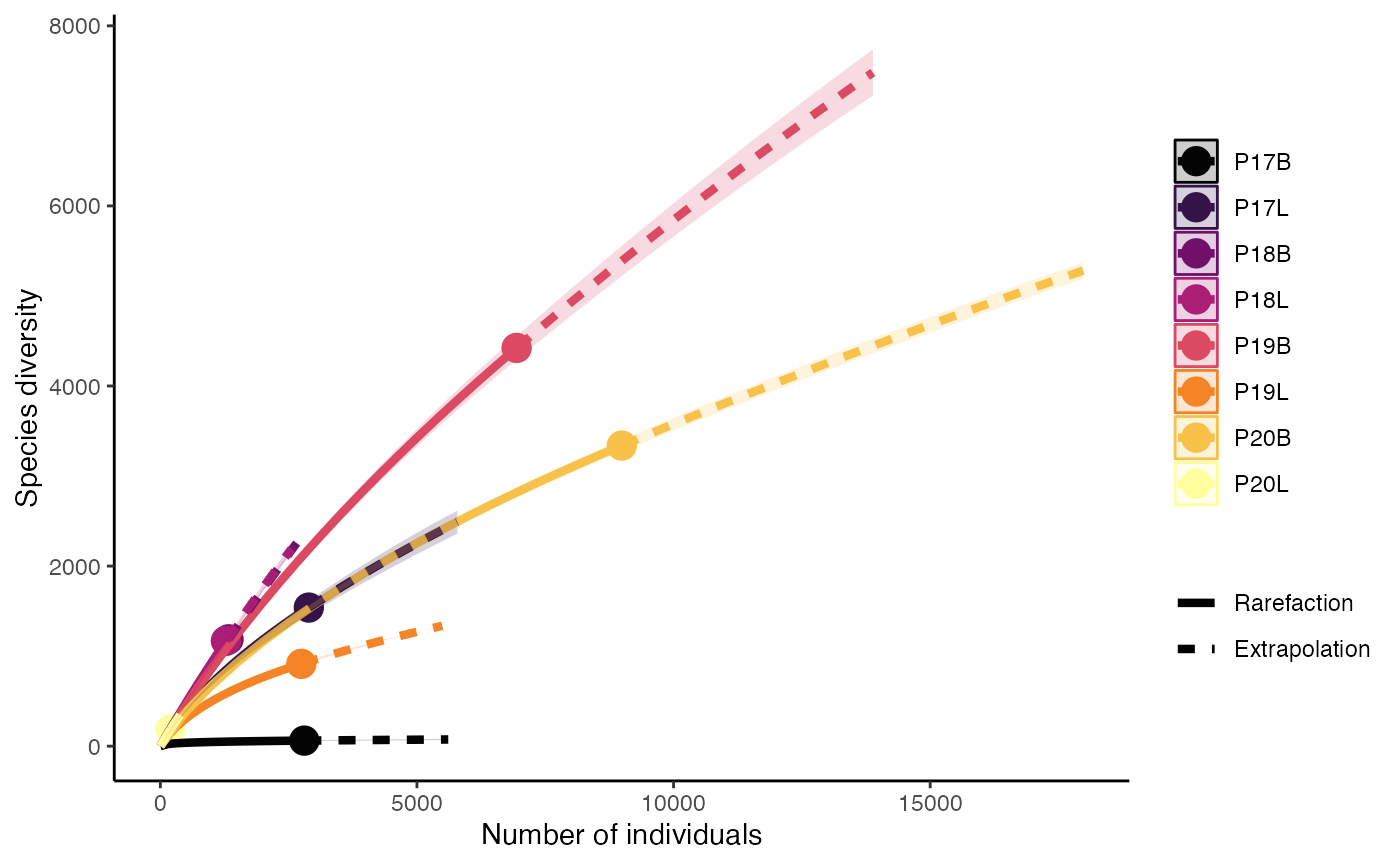 8000
6000
4000
2000
0
Species diversity
0 5000 10000 15000
Number of individuals
P17B
P17L
P18B
P18L
P19B
P19L
P20B
P20L
Rarefaction
Extrapolation